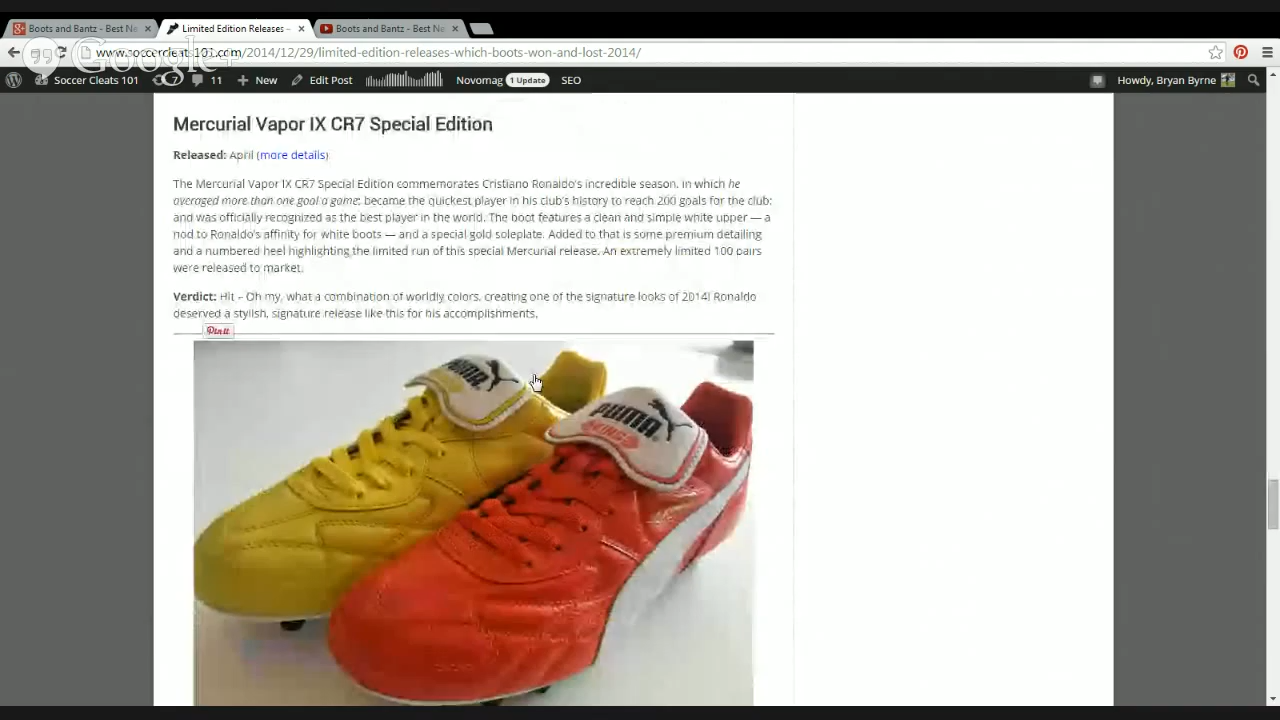 Boots and Bantz - Best Ne
Limited Edition Releases -
Boots and Bantz - Best Ne
www.soccercleats101.com/2014/12/29/limited-edition-releases-which-boots-won-and-lost-2014/
Google+
Soccer Cleats 101 7 11 + New Edit Post Novomag 1 Update SEO Howdy, Bryan Byrne
Mercurial Vapor IX CR7 Special Edition
Released: April (more details)
The Mercurial Vapor IX CR7 Special Edition commemorates Cristiano Ronaldo's incredible season, in which he
averaged more than one goal a game; became the quickest player in his club's history to reach 200 goals for the club;
and was officially recognized as the best player in the world. The boot features a clean and simple white upper — a
nod to Ronaldo's affinity for white boots — and a special gold soleplate. Added to that is some premium detailing
and a numbered heel highlighting the limited run of this special Mercurial release. An extremely limited 100 pairs
were released to market.
Verdict: Hit – Oh my, what a combination of worldly colors, creating one of the signature looks of 2014! Ronaldo
deserved a stylish, signature release like this for his accomplishments.
Pin it
PUMA
PUMA
KING